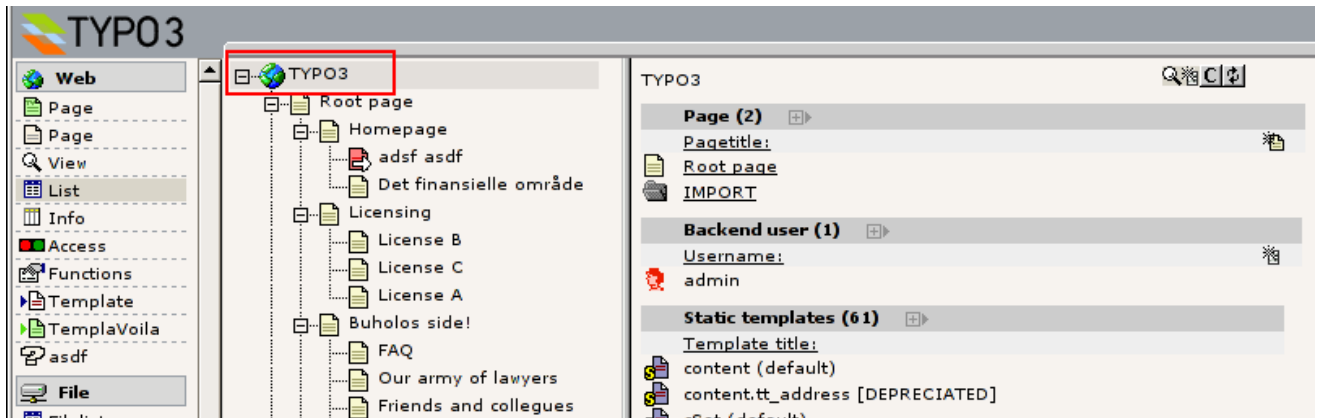 TYPO3
Web
Page
Page
View
List
Info
Access
Functions
Template
TemplaVoila
asdf
File
TYPO3
Root page
Homepage
adsf asdf
Det finansielle område
Licensing
License B
License C
License A
Buholos side!
FAQ
Our army of lawyers
Friends and collegues
TYPO3
C
Page (2)
Pagetitle:
Root page
IMPORT
Backend user (1)
Username:
admin
Static templates (61)
Template title:
content (default)
content.tt_address [DEPRECIATED]